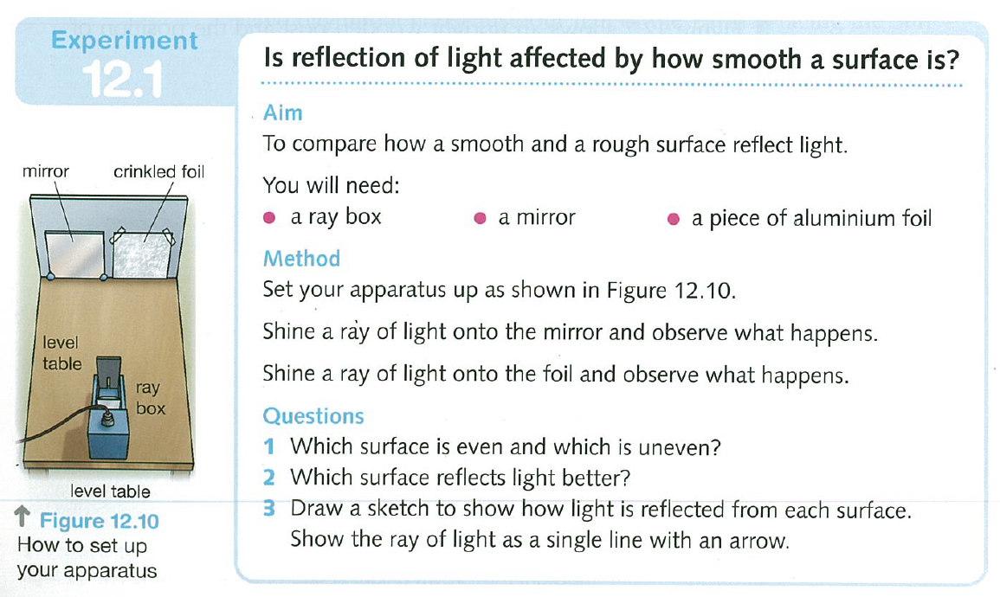 Experiment
12.1
Is reflection of light affected by how smooth a surface is?
Aim
To compare how a smooth and a rough surface reflect light.
You will need:
a ray box
a mirror
a piece of aluminium foil
Method
Set your apparatus up as shown in Figure 12.10.
Shine a ray of light onto the mirror and observe what happens.
Shine a ray of light onto the foil and observe what happens.
Questions
1 Which surface is even and which is uneven?
2 Which surface reflects light better?
3 Draw a sketch to show how light is reflected from each surface.
Show the ray of light as a single line with an arrow.
mirror
crinkled foil
level
table
ray
box
level table
↑ Figure 12.10
How to set up
your apparatus